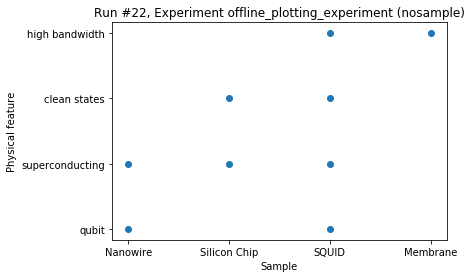 Run #22, Experiment offline_plotting_experiment (nosample)
high bandwidth
clean states
superconducting
qubit
Physical feature
Nanowire Silicon Chip SQUID Membrane
Sample